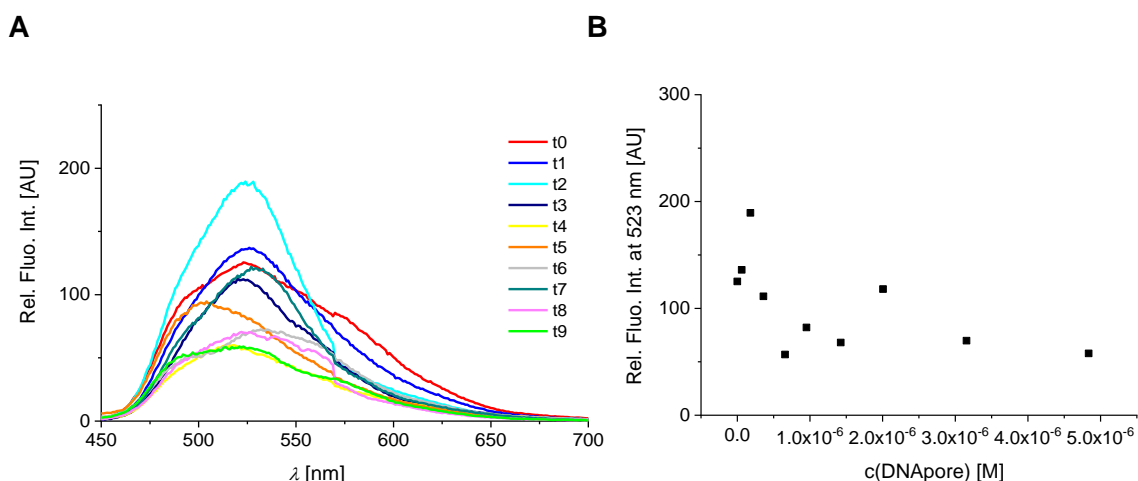 A
Rel. Fluo. Int. [AU]
200
100
0
450 500 550 600 650 700
λ [nm]
t0
t1
t2
t3
t4
t5
t6
t7
t8
t9
B
Rel. Fluo. Int. at 523 nm [AU]
300
200
100
0
0.0 1.0x10⁻⁶ 2.0x10⁻⁶ 3.0x10⁻⁶ 4.0x10⁻⁶ 5.0x10⁻⁶
c(DNApore) [M]